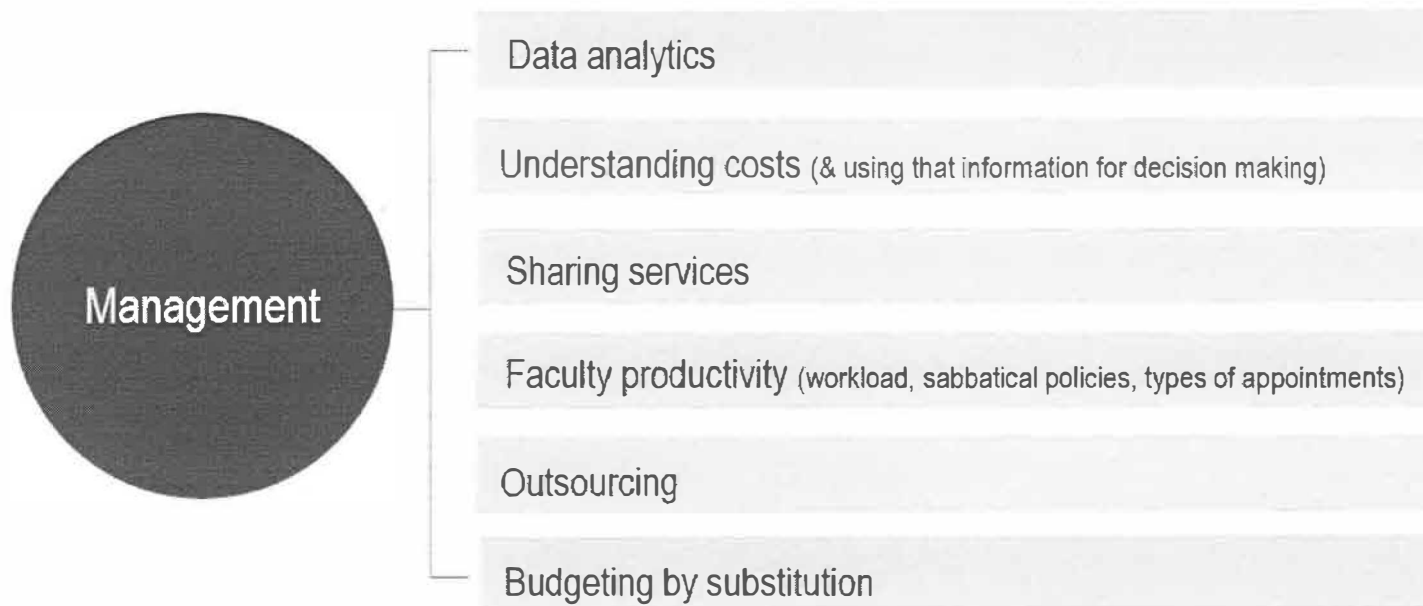 Management
Data analytics
Understanding costs (& using that information for decision making)
Sharing services
Faculty productivity (workload, sabbatical policies, types of appointments)
Outsourcing
Budgeting by substitution